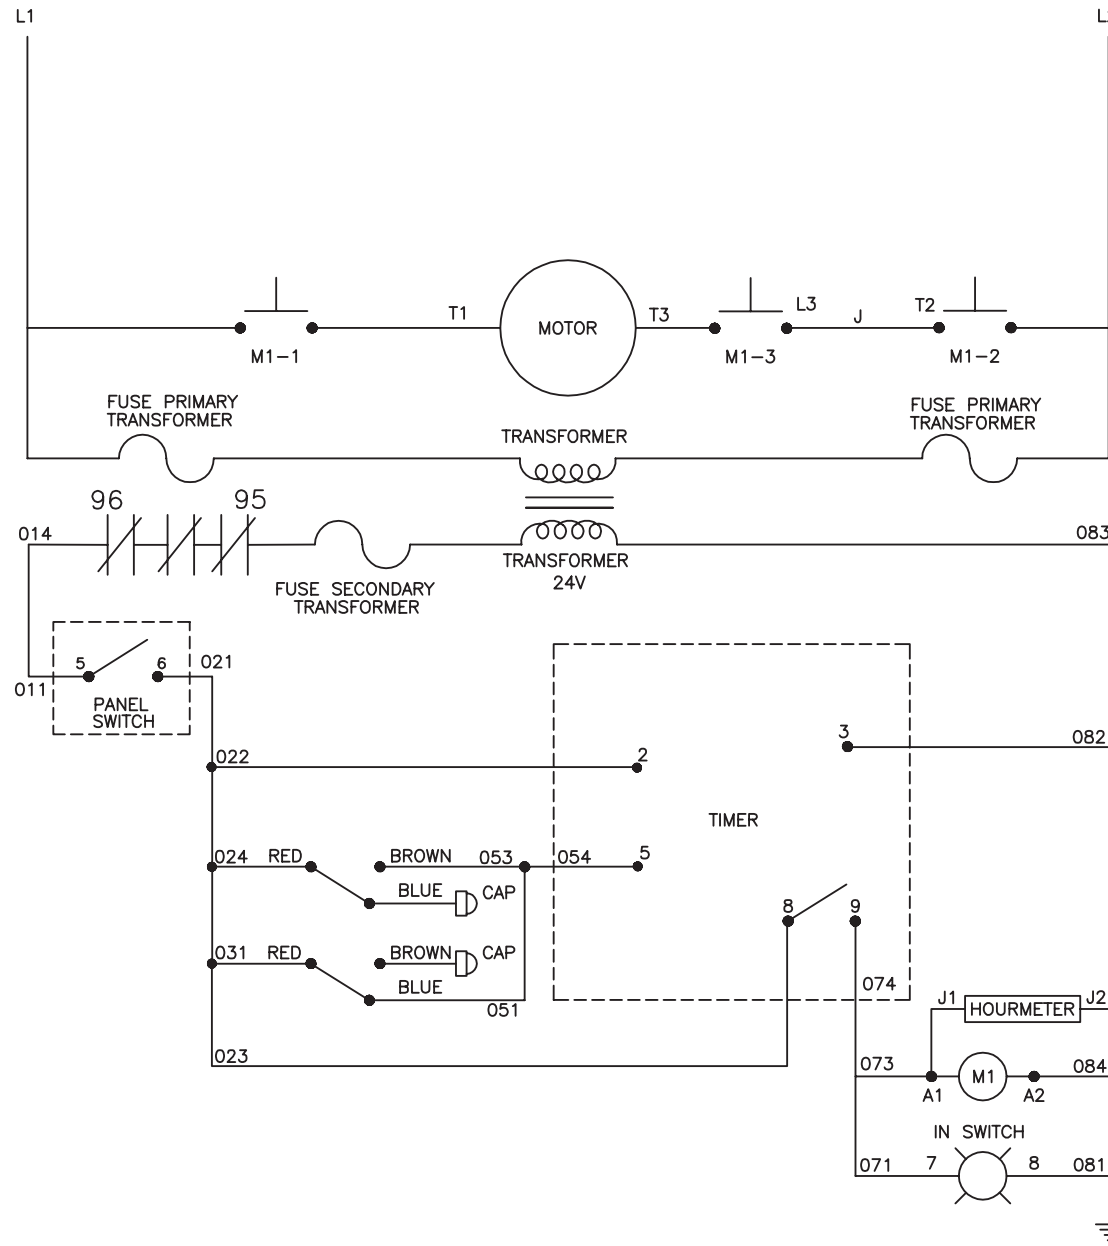 L1
T1
MOTOR
T3
L3
J
T2
M1-1
M1-3
M1-2
FUSE PRIMARY
TRANSFORMER
TRANSFORMER
FUSE PRIMARY
TRANSFORMER
96
95
014
083
TRANSFORMER
24V
FUSE SECONDARY
TRANSFORMER
5
6
021
011
PANEL
SWITCH
022
2
3
082
TIMER
024
RED
BROWN
053
054
5
BLUE
CAP
8
9
031
RED
BROWN
CAP
BLUE
051
074
J1
HOURMETER
J2
023
073
M1
084
A1
A2
IN SWITCH
071
7
8
081